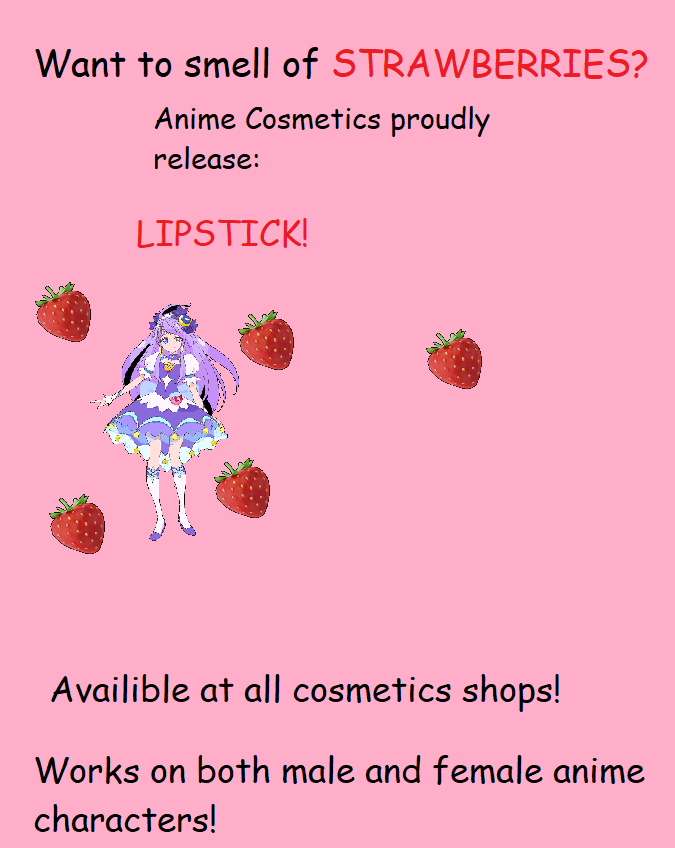 Want to smell of STRAWBERRIES?
Anime Cosmetics proudly
release:
LIPSTICK!
Availible at all cosmetics shops!
Works on both male and female anime
characters!